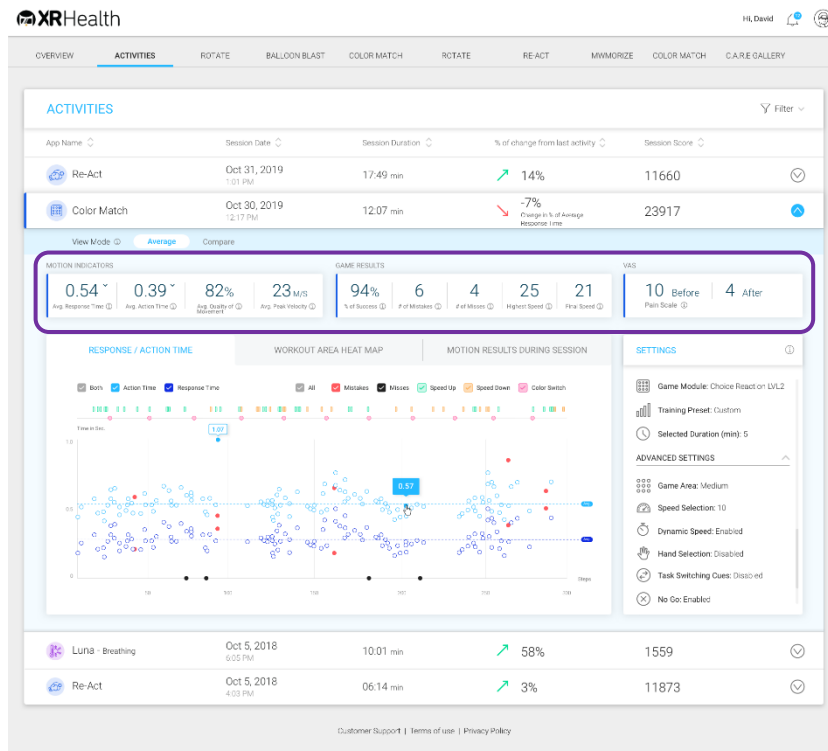 XRHealth
Hi, David
OVERVIEW ACTIVITIES ROTATE BALLOON BLAST COLOR MATCH ROTATE RE-ACT MWMORIZE COLOR MATCH C.A.R.E GALLERY
ACTIVITIES
Filter
App Name Session Date Session Duration % of change from last activity Session Score
Re-Act Oct 31, 2019 17:49 min 14% 11660
1:01 PM
Color Match Oct 30, 2019 12:07 min -7% 23917
12:17 PM Change in % of Average
Response Time
View Mode Average Compare
MOTION INDICATORS GAME RESULTS VAS
0.54 0.39 82% 23 M/S 94% 6 4 25 21 10 Before 4 After
Avg. Response Time Avg. Action Time Avg. Quality of Movement Avg. Peak Velocity % of Success # of Mistakes # of Misses Highest Speed Final Speed Pain Scale
RESPONSE / ACTION TIME WORKOUT AREA HEAT MAP MOTION RESULTS DURING SESSION SETTINGS
Both Action Time Response Time All Mistakes Misses Speed Up Speed Down Color Switch
Time in Sec.
1.07
1.0
0.57
0.5
0
Steps
Game Module: Choice Reaction LVL2
Training Preset: Custom
Selected Duration (min): 5
ADVANCED SETTINGS
Game Area: Medium
Speed Selection: 10
Dynamic Speed: Enabled
Hand Selection: Disabled
Task Switching Cues: Disabled
No Go: Enabled
Luna - Breathing Oct 5, 2018 10:01 min 58% 1559
6:05 PM
Re-Act Oct 5, 2018 06:14 min 3% 11873
4:03 PM
Customer Support | Terms of use | Privacy Policy